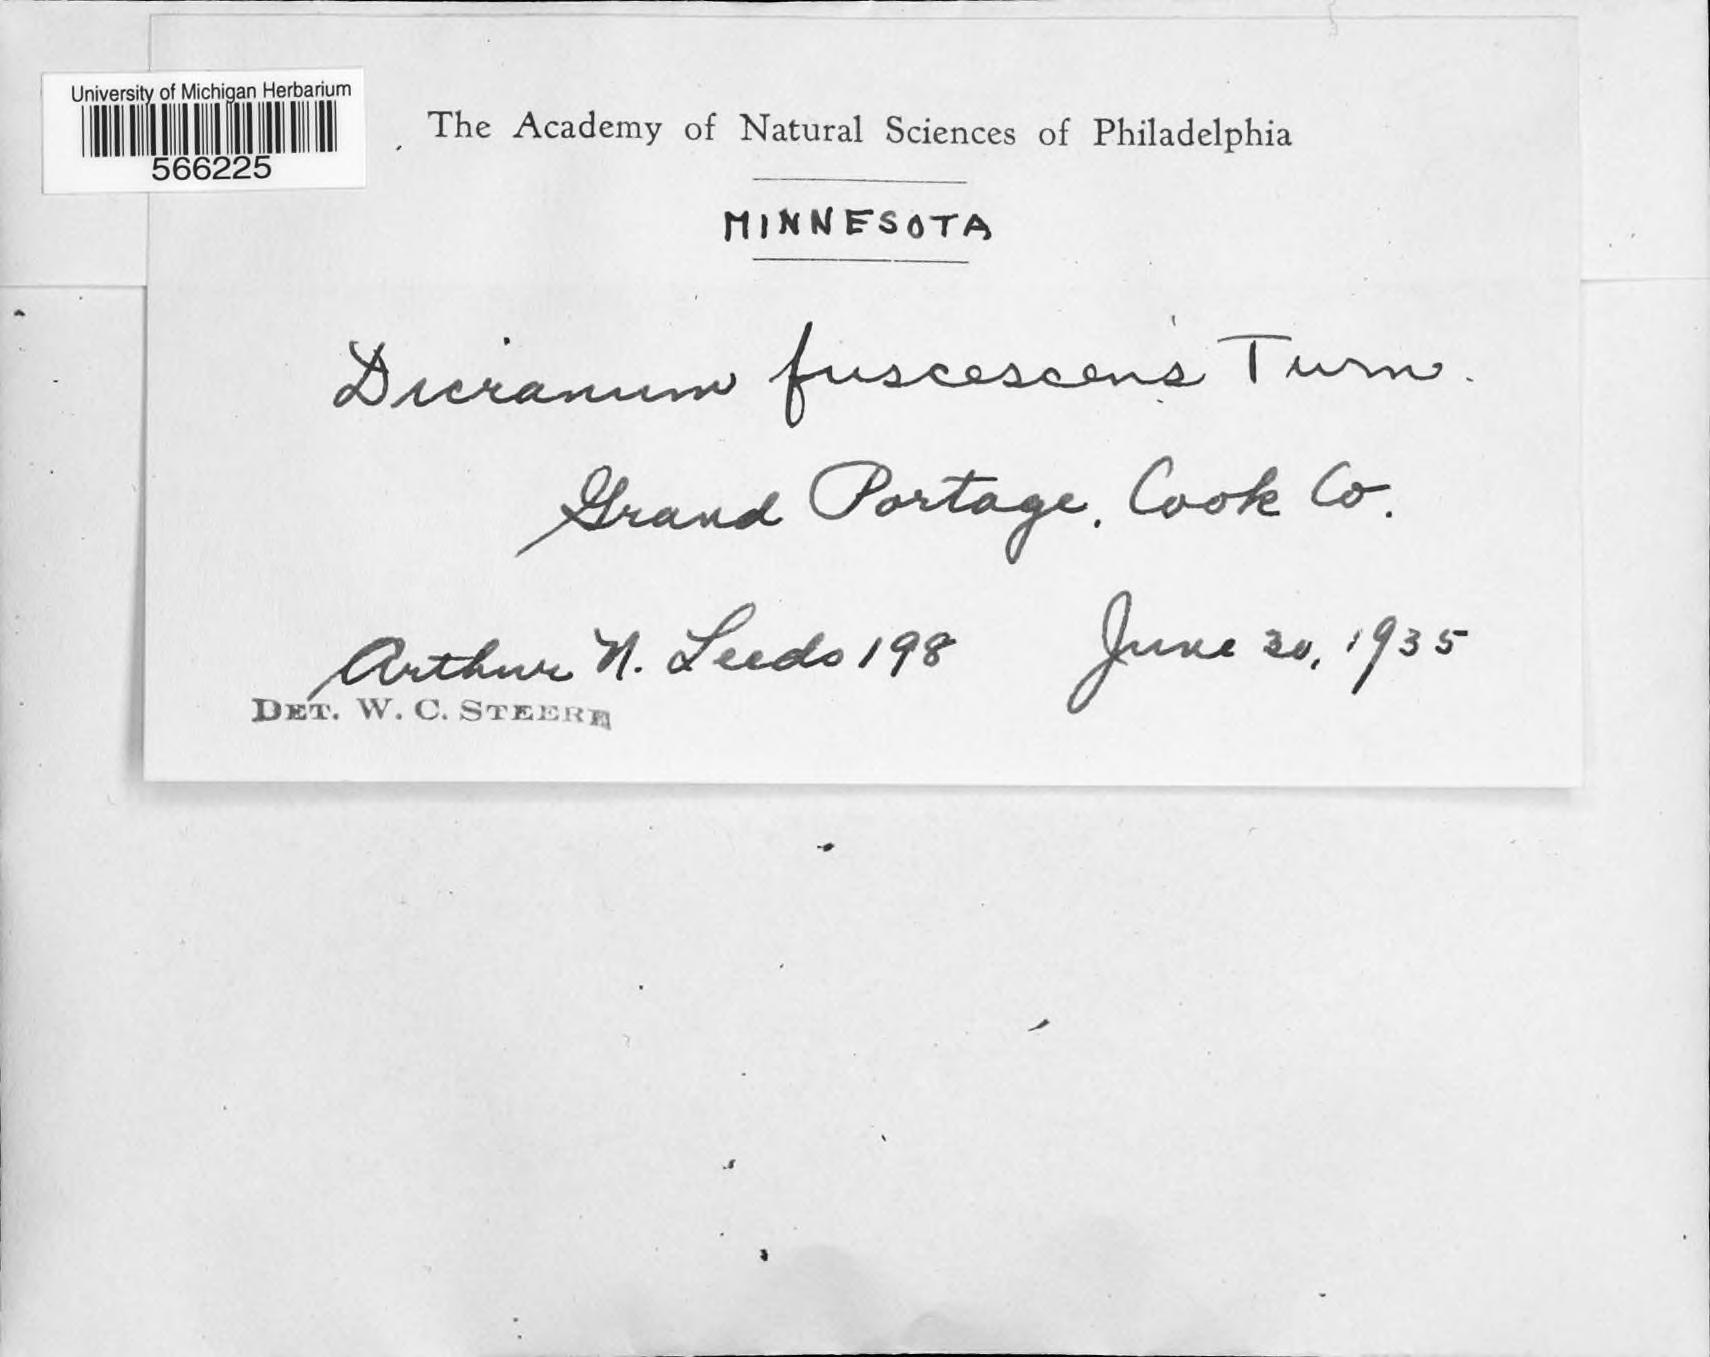 University of Michigan Herbarium
566225
The Academy of Natural Sciences of Philadelphia
MINNESOTA
Dicranum fuscescens Turn.
Grand Portage, Cook Co.
Arthur N. Leeds 198 June 30, 1935
DET. W. C. STEERE